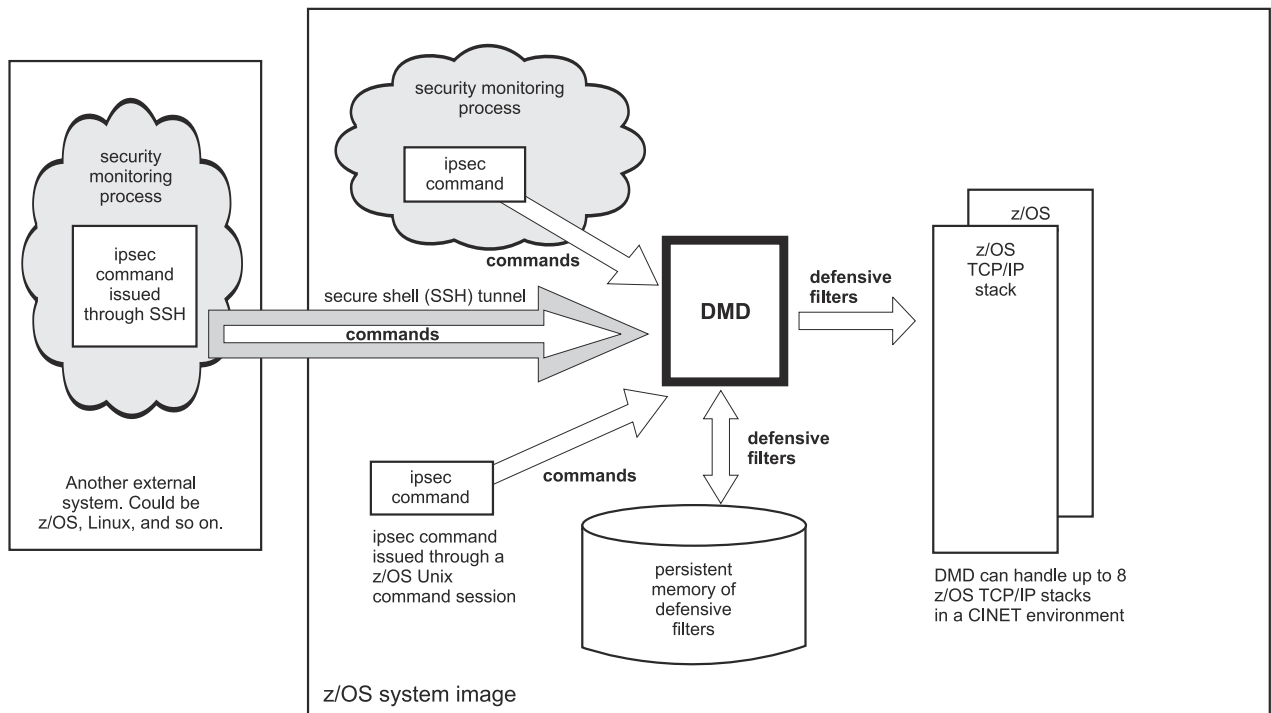 security
monitoring
process
ipsec
command
issued
through SSH
Another external
system. Could be
z/OS, Linux, and so on.
security monitoring
process
ipsec
command
commands
secure shell (SSH) tunnel
commands
DMD
defensive
filters
z/OS
z/OS
TCP/IP
stack
ipsec
command
commands
ipsec command
issued through a
z/OS Unix
command session
defensive
filters
persistent
memory of
defensive
filters
DMD can handle up to 8
z/OS TCP/IP stacks
in a CINET environment
z/OS system image